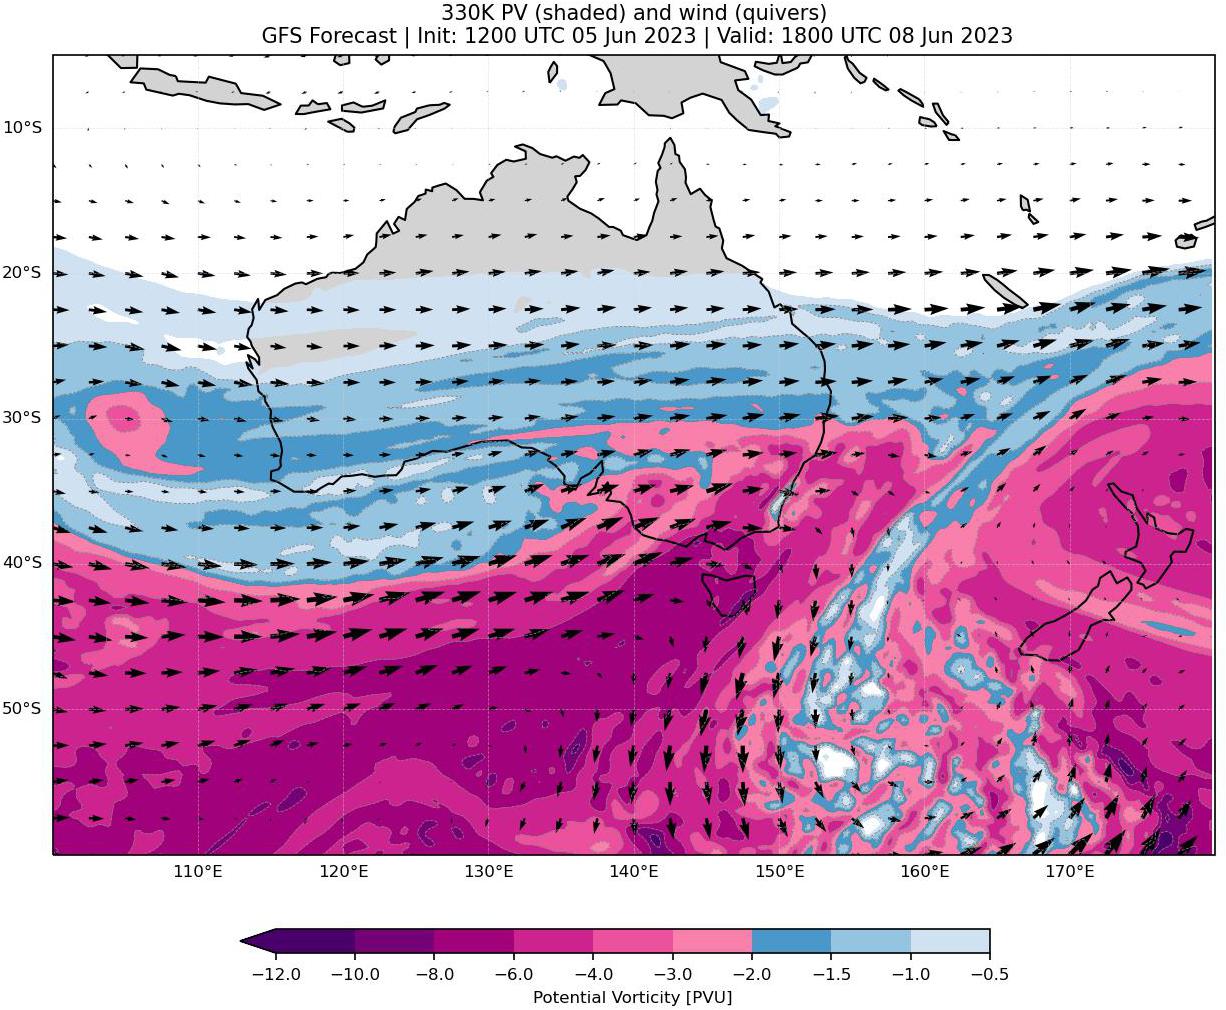 330K PV (shaded) and wind (quivers)
GFS Forecast | Init: 1200 UTC 05 Jun 2023 | Valid: 1800 UTC 08 Jun 2023
10°S
20°S
30°S
40°S
50°S
110°E 120°E 130°E 140°E 150°E 160°E 170°E
−12.0 −10.0 −8.0 −6.0 −4.0 −3.0 −2.0 −1.5 −1.0 −0.5
Potential Vorticity [PVU]